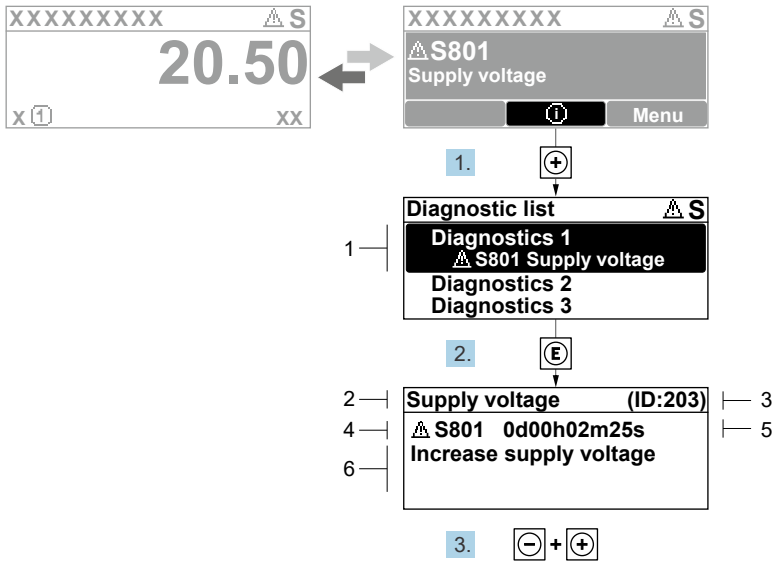 XXXXXXXXX ⚠ S
20.50
X ① XX
XXXXXXXXX ⚠ S
⚠ S801
Supply voltage
ⓘ Menu
1. ⊕
Diagnostic list ⚠ S
1
Diagnostics 1
⚠ S801 Supply voltage
Diagnostics 2
Diagnostics 3
2. Ⓔ
2 Supply voltage (ID:203) 3
4 ⚠ S801 0d00h02m25s 5
6 Increase supply voltage
3. ⊖ + ⊕